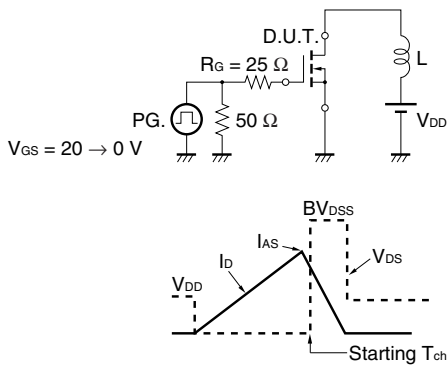 D.U.T.
RG = 25 Ω
L
PG.
50 Ω
VDD
VGS = 20 → 0 V
BVDSS
IAS
ID
VDS
VDD
Starting Tch